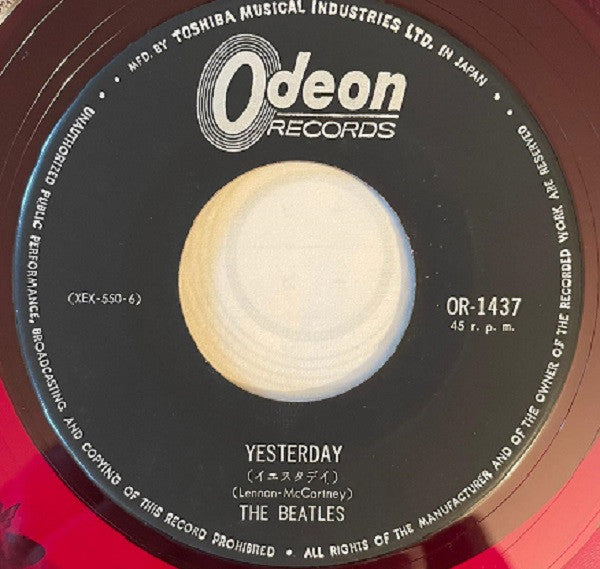 MFD. BY TOSHIBA MUSICAL INDUSTRIES LTD. IN JAPAN
Odeon
RECORDS
(XEX-550-6)
OR-1437
45 r. p. m.
YESTERDAY
(イエスタデイ)
(Lennon-McCartney)
THE BEATLES
UNAUTHORIZED PUBLIC PERFORMANCE, BROADCASTING AND COPYING OF THIS RECORD PROHIBITED • ALL RIGHTS OF THE MANUFACTURER AND OF THE OWNER OF THE RECORDED WORK ARE RESERVED